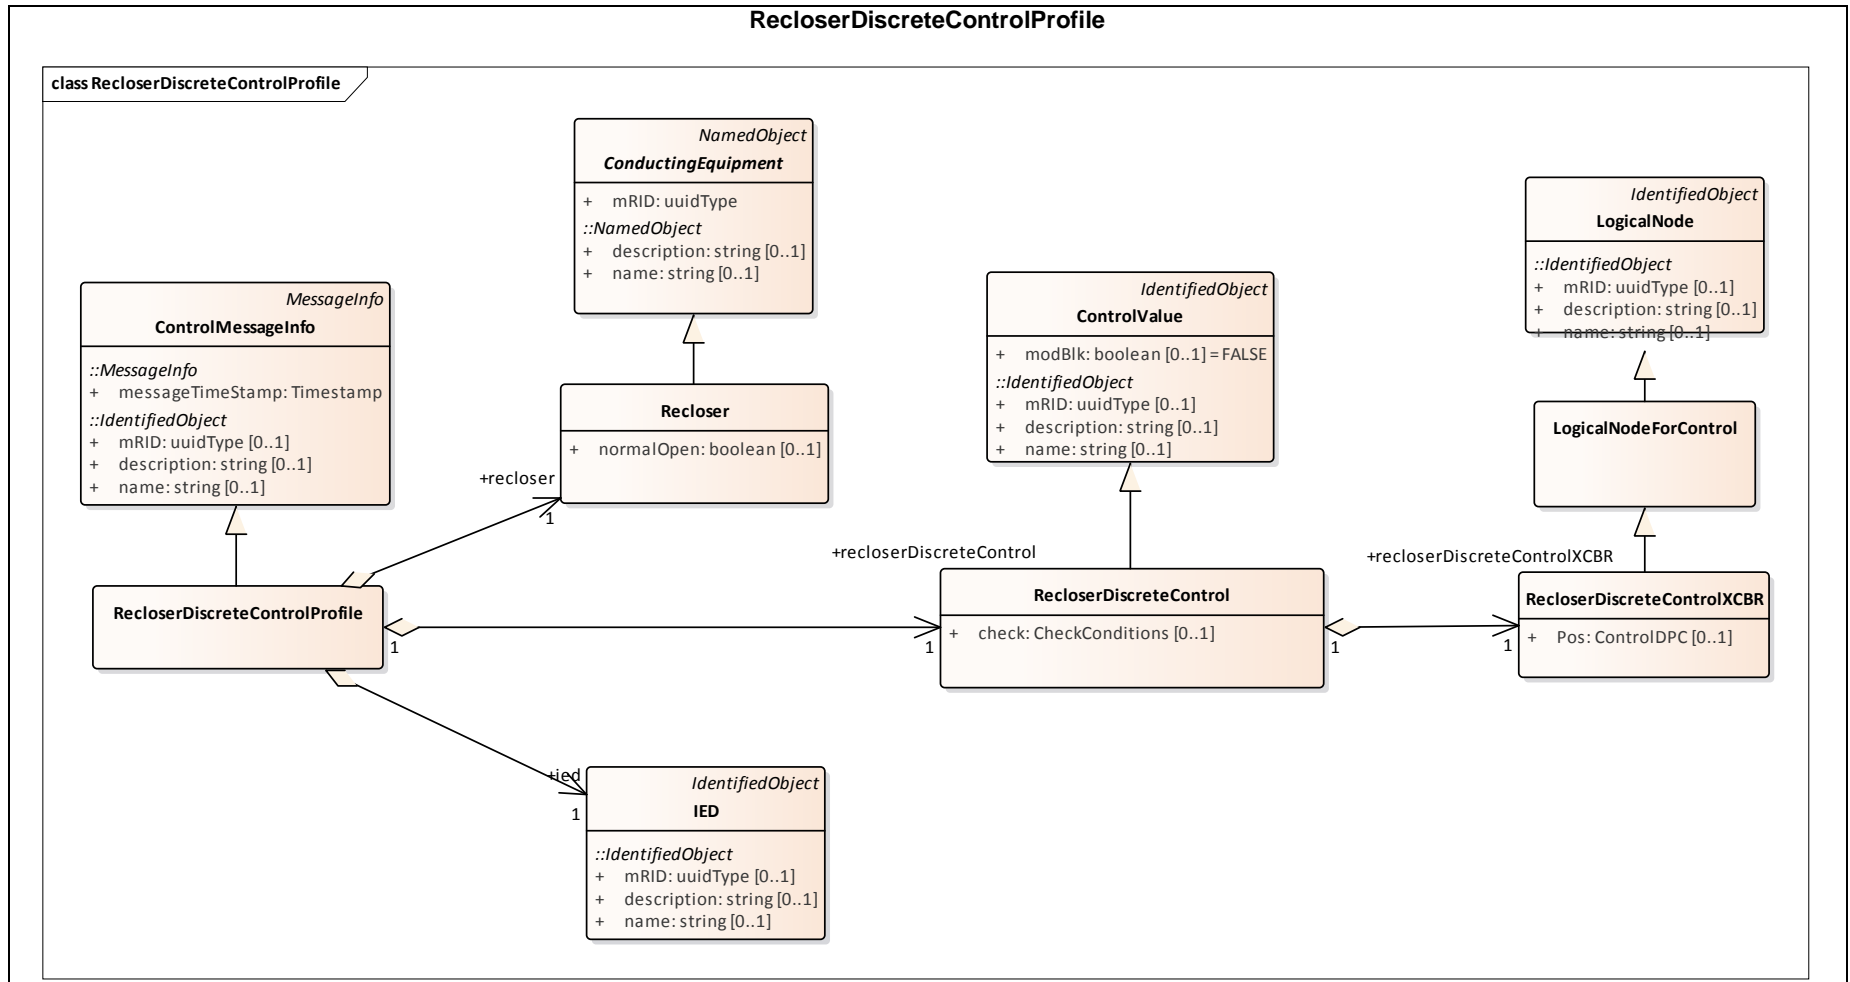 RecloserDiscreteControlProfile
class RecloserDiscreteControlProfile
NamedObject
ConductingEquipment
+ mRID: uuidType
::NamedObject
+ description: string [0..1]
+ name: string [0..1]
IdentifiedObject
LogicalNode
::IdentifiedObject
+ mRID: uuidType [0..1]
+ description: string [0..1]
+ name: string [0..1]
MessageInfo
ControlMessageInfo
::MessageInfo
+ messageTimeStamp: Timestamp
::IdentifiedObject
+ mRID: uuidType [0..1]
+ description: string [0..1]
+ name: string [0..1]
IdentifiedObject
ControlValue
+ modBlk: boolean [0..1] = FALSE
::IdentifiedObject
+ mRID: uuidType [0..1]
+ description: string [0..1]
+ name: string [0..1]
Recloser
+ normalOpen: boolean [0..1]
LogicalNodeForControl
+recloser
1
+recloserDiscreteControl
+recloserDiscreteControlXCBR
RecloserDiscreteControlProfile
1
1
RecloserDiscreteControl
+ check: CheckConditions [0..1]
1
1
RecloserDiscreteControlXCBR
+ Pos: ControlDPC [0..1]
+ied
1
IdentifiedObject
IED
::IdentifiedObject
+ mRID: uuidType [0..1]
+ description: string [0..1]
+ name: string [0..1]